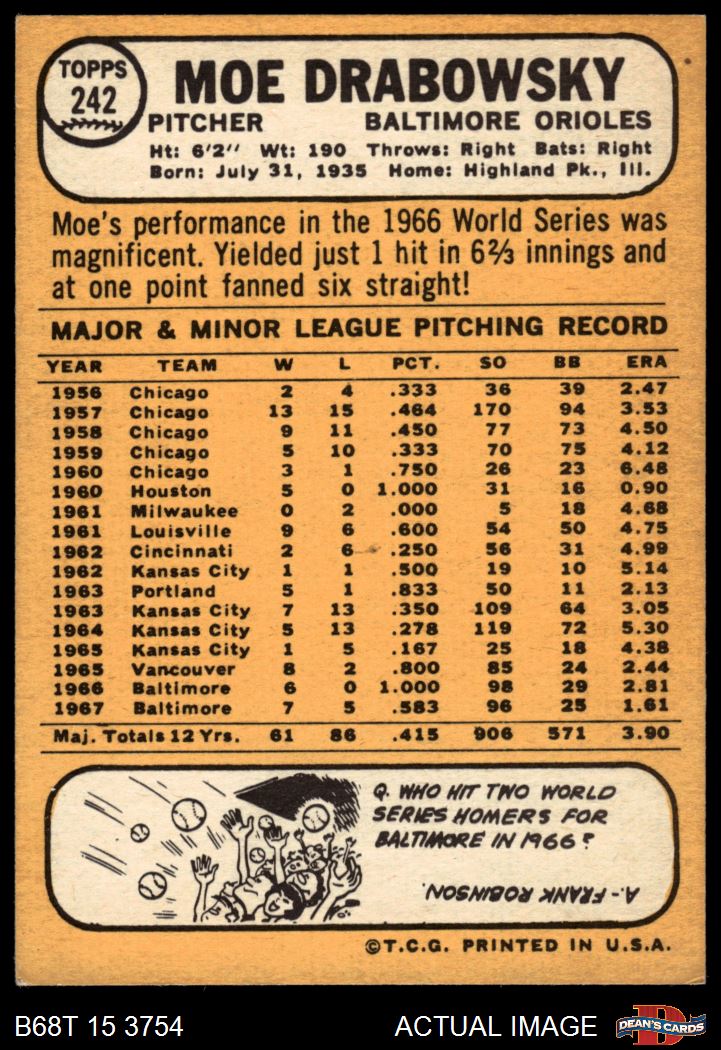 TOPPS
242
MOE DRABOWSKY
PITCHER BALTIMORE ORIOLES
Ht: 6'2" Wt: 190 Throws: Right Bats: Right
Born: July 31, 1935 Home: Highland Pk., Ill.
Moe's performance in the 1966 World Series was
magnificent. Yielded just 1 hit in 6⅔ innings and
at one point fanned six straight!
MAJOR & MINOR LEAGUE PITCHING RECORD
YEAR TEAM W L PCT. SO BB ERA
1956 Chicago 2 4 .333 36 39 2.47
1957 Chicago 13 15 .464 170 94 3.53
1958 Chicago 9 11 .450 77 73 4.50
1959 Chicago 5 10 .333 70 75 4.12
1960 Chicago 3 1 .750 26 23 6.48
1960 Houston 5 0 1.000 31 16 0.90
1961 Milwaukee 0 2 .000 5 18 4.68
1961 Louisville 9 6 .600 54 50 4.75
1962 Cincinnati 2 6 .250 56 31 4.99
1962 Kansas City 1 1 .500 19 10 5.14
1963 Portland 5 1 .833 50 11 2.13
1963 Kansas City 7 13 .350 109 64 3.05
1964 Kansas City 5 13 .278 119 72 5.30
1965 Kansas City 1 5 .167 25 18 4.38
1965 Vancouver 8 2 .800 85 24 2.44
1966 Baltimore 6 0 1.000 98 29 2.81
1967 Baltimore 7 5 .583 96 25 1.61
Maj. Totals 12 Yrs. 61 86 .415 906 571 3.90
Q. WHO HIT TWO WORLD
SERIES HOMERS FOR
BALTIMORE IN 1966?
A.- FRANK ROBINSON.
©T.C.G. PRINTED IN U.S.A.
B68T 15 3754 ACTUAL IMAGE
D
DEAN'S CARDS